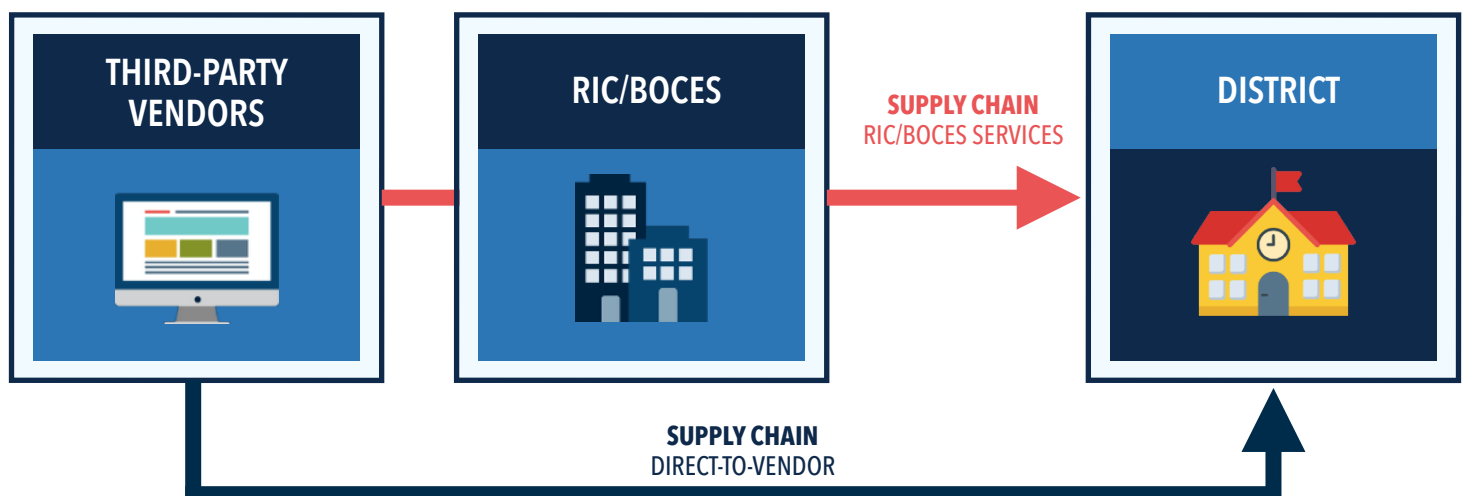 THIRD-PARTY
VENDORS
RIC/BOCES
SUPPLY CHAIN
RIC/BOCES SERVICES
DISTRICT
SUPPLY CHAIN
DIRECT-TO-VENDOR